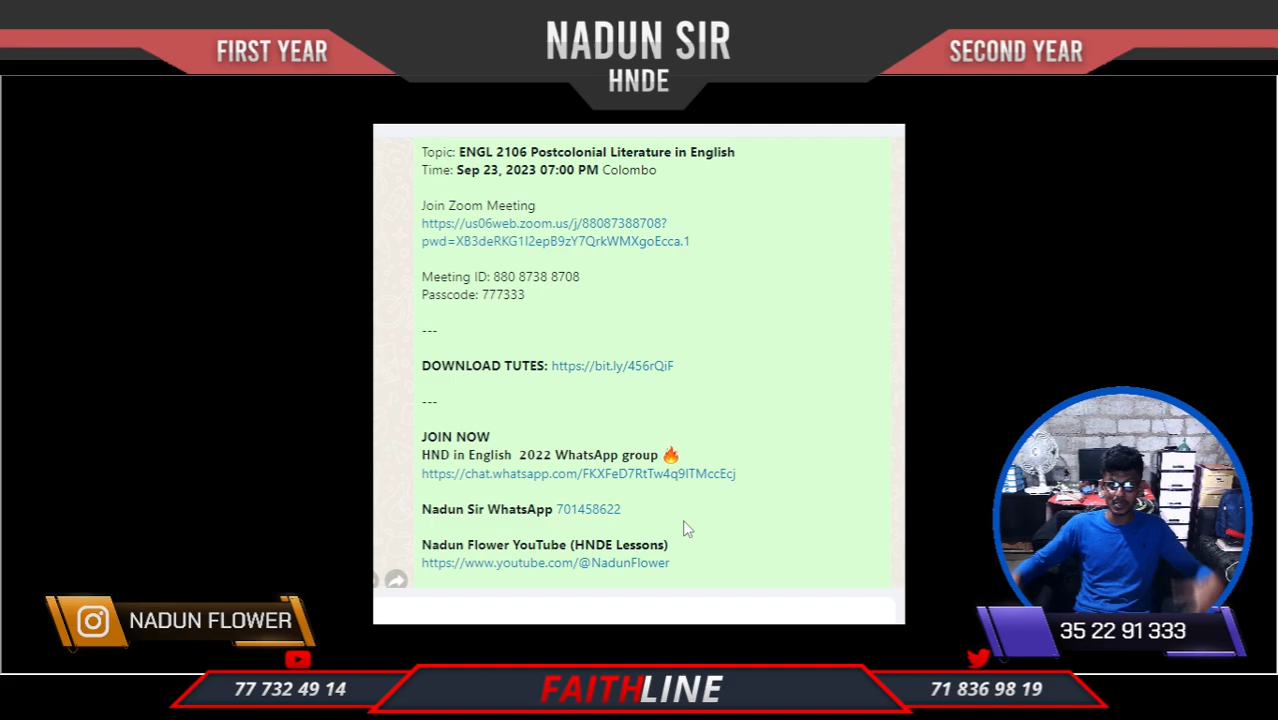 FIRST YEAR
NADUN SIR
HNDE
SECOND YEAR
Topic: ENGL 2106 Postcolonial Literature in English
Time: Sep 23, 2023 07:00 PM Colombo
Join Zoom Meeting
https://us06web.zoom.us/j/88087388708?
pwd=XB3deRKG1I2epB9zY7QrkWMXgoEcca.1
Meeting ID: 880 8738 8708
Passcode: 777333
---
DOWNLOAD TUTES: https://bit.ly/456rQiF
---
JOIN NOW
HND in English 2022 WhatsApp group 🔥
https://chat.whatsapp.com/FKXFeD7RtTw4q9ITMccEcj
Nadun Sir WhatsApp 701458622
Nadun Flower YouTube (HNDE Lessons)
https://www.youtube.com/@NadunFlower
NADUN FLOWER
35 22 91 333
77 732 49 14
FAITHLINE
71 836 98 19